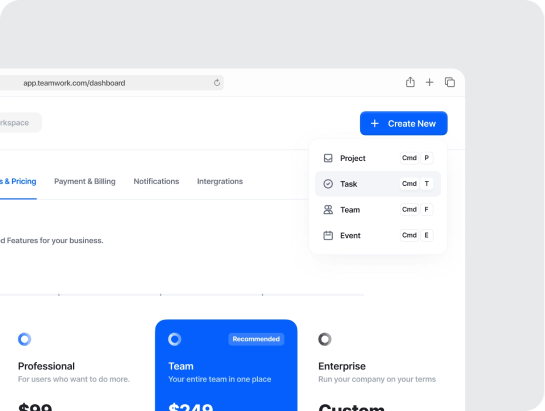 app.teamwork.com/dashboard
rkspace
+ Create New
Project Cmd P
Task Cmd T
Team Cmd F
Event Cmd E
s & Pricing Payment & Billing Notifications Intergrations
d Features for your business.
Recommended
Professional
For users who want to do more.
Team
Your entire team in one place
Enterprise
Run your company on your terms
$99
$249
Custom